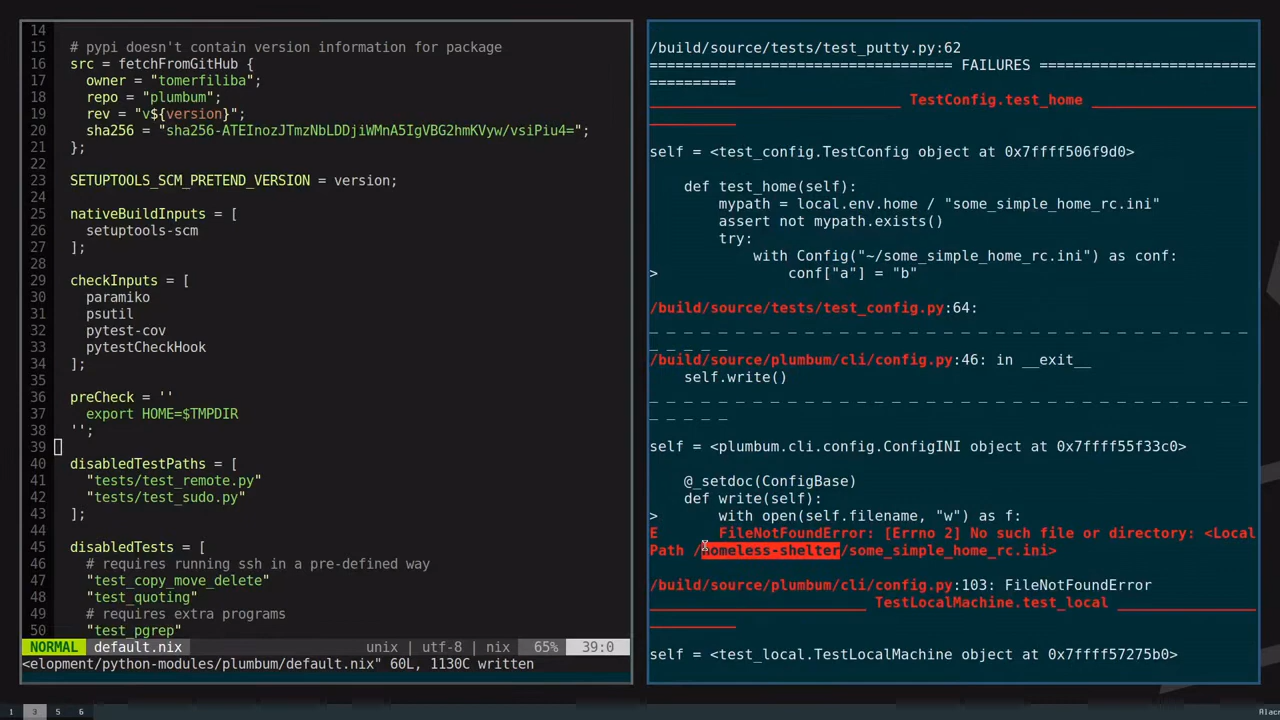 14
15 # pypi doesn't contain version information for package
16 src = fetchFromGitHub {
17 owner = "tomerfiliba";
18 repo = "plumbum";
19 rev = "v${version}";
20 sha256 = "sha256-ATEInozJTmzNbLDDjiWMnA5IgVBG2hmKVyw/vsiPiu4=";
21 };
22
23 SETUPTOOLS_SCM_PRETEND_VERSION = version;
24
25 nativeBuildInputs = [
26 setuptools-scm
27 ];
28
29 checkInputs = [
30 paramiko
31 psutil
32 pytest-cov
33 pytestCheckHook
34 ];
35
36 preCheck = ''
37 export HOME=$TMPDIR
38 '';
39
40 disabledTestPaths = [
41 "tests/test_remote.py"
42 "tests/test_sudo.py"
43 ];
44
45 disabledTests = [
46 # requires running ssh in a pre-defined way
47 "test_copy_move_delete"
48 "test_quoting"
49 # requires extra programs
50 "test_pgrep"
NORMAL default.nix unix | utf-8 | nix 65% 39:0
<elopment/python-modules/plumbum/default.nix" 60L, 1130C written
/build/source/tests/test_putty.py:62
=================================== FAILURES =========================
==========
_____________________________ TestConfig.test_home ___________________
__________
self = <test_config.TestConfig object at 0x7ffff506f9d0>
def test_home(self):
mypath = local.env.home / "some_simple_home_rc.ini"
assert not mypath.exists()
try:
with Config("~/some_simple_home_rc.ini") as conf:
> conf["a"] = "b"
/build/source/tests/test_config.py:64:
_ _ _ _ _ _ _ _ _ _ _ _ _ _ _ _ _ _ _ _ _ _ _ _ _ _ _ _ _ _ _ _ _ _ _
_ _ _ _ _
/build/source/plumbum/cli/config.py:46: in __exit__
self.write()
_ _ _ _ _ _ _ _ _ _ _ _ _ _ _ _ _ _ _ _ _ _ _ _ _ _ _ _ _ _ _ _ _ _ _
_ _ _ _ _
self = <plumbum.cli.config.ConfigINI object at 0x7ffff55f33c0>
@_setdoc(ConfigBase)
def write(self):
> with open(self.filename, "w") as f:
E FileNotFoundError: [Errno 2] No such file or directory: <Local
Path /homeless-shelter/some_simple_home_rc.ini>
/build/source/plumbum/cli/config.py:103: FileNotFoundError
_________________________ TestLocalMachine.test_local ________________
__________
self = <test_local.TestLocalMachine object at 0x7ffff57275b0>
1 3 5 6
Alacr